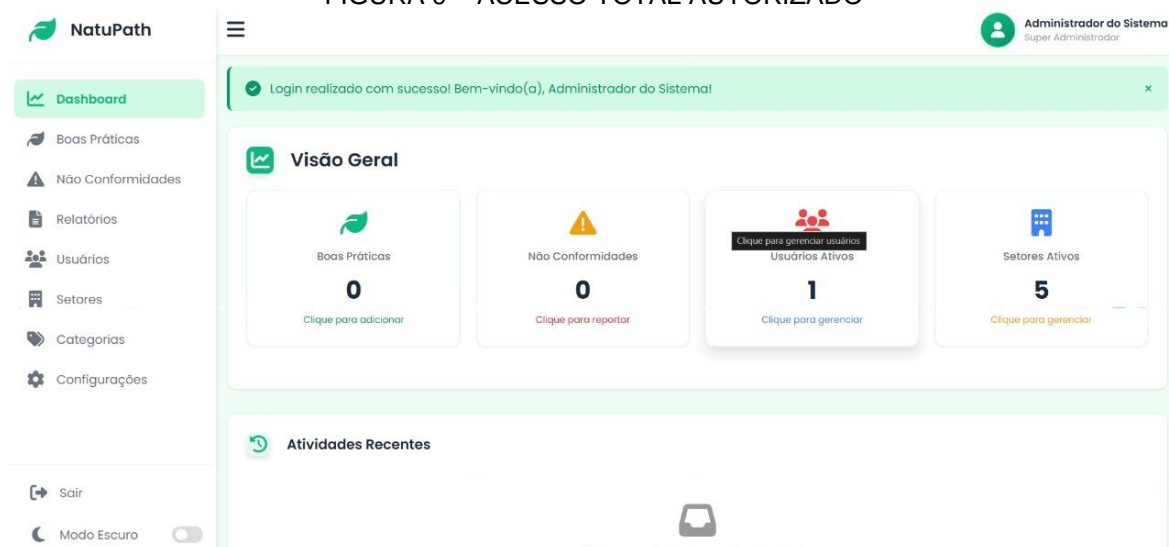 ACESSO TOTAL AUTORIZADO
NatuPath
Administrador do Sistema
Super Administrador
Dashboard
Boas Práticas
Não Conformidades
Relatórios
Usuários
Setores
Categorias
Configurações
Sair
Modo Escuro
Login realizado com sucesso! Bem-vindo(a), Administrador do Sistema!
×
Visão Geral
Boas Práticas
0
Clique para adicionar
Não Conformidades
0
Clique para reportar
Clique para gerenciar usuários
Usuários Ativos
1
Clique para gerenciar
Setores Ativos
5
Clique para gerenciar
Atividades Recentes